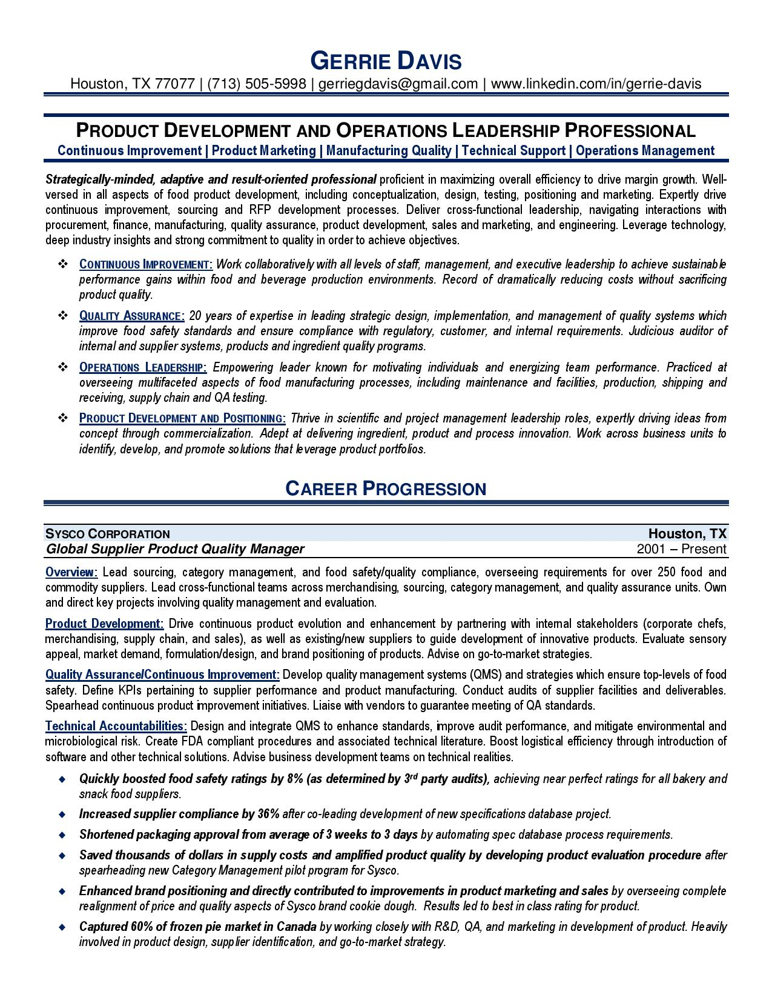 GERRIE DAVIS
Houston, TX 77077 | (713) 505-5998 | gerriegdavis@gmail.com | www.linkedin.com/in/gerrie-davis
PRODUCT DEVELOPMENT AND OPERATIONS LEADERSHIP PROFESSIONAL
Continuous Improvement | Product Marketing | Manufacturing Quality | Technical Support | Operations Management
Strategically-minded, adaptive and result-oriented professional proficient in maximizing overall efficiency to drive margin growth. Well-
versed in all aspects of food product development, including conceptualization, design, testing, positioning and marketing. Expertly drive
continuous improvement, sourcing and RFP development processes. Deliver cross-functional leadership, navigating interactions with
procurement, finance, manufacturing, quality assurance, product development, sales and marketing, and engineering. Leverage technology,
deep industry insights and strong commitment to quality in order to achieve objectives.
❖ CONTINUOUS IMPROVEMENT: Work collaboratively with all levels of staff, management, and executive leadership to achieve sustainable
performance gains within food and beverage production environments. Record of dramatically reducing costs without sacrificing
product quality.
❖ QUALITY ASSURANCE: 20 years of expertise in leading strategic design, implementation, and management of quality systems which
improve food safety standards and ensure compliance with regulatory, customer, and internal requirements. Judicious auditor of
internal and supplier systems, products and ingredient quality programs.
❖ OPERATIONS LEADERSHIP: Empowering leader known for motivating individuals and energizing team performance. Practiced at
overseeing multifaceted aspects of food manufacturing processes, including maintenance and facilities, production, shipping and
receiving, supply chain and QA testing.
❖ PRODUCT DEVELOPMENT AND POSITIONING: Thrive in scientific and project management leadership roles, expertly driving ideas from
concept through commercialization. Adept at delivering ingredient, product and process innovation. Work across business units to
identify, develop, and promote solutions that leverage product portfolios.
CAREER PROGRESSION
SYSCO CORPORATION Houston, TX
Global Supplier Product Quality Manager 2001 – Present
Overview: Lead sourcing, category management, and food safety/quality compliance, overseeing requirements for over 250 food and
commodity suppliers. Lead cross-functional teams across merchandising, sourcing, category management, and quality assurance units. Own
and direct key projects involving quality management and evaluation.
Product Development: Drive continuous product evolution and enhancement by partnering with internal stakeholders (corporate chefs,
merchandising, supply chain, and sales), as well as existing/new suppliers to guide development of innovative products. Evaluate sensory
appeal, market demand, formulation/design, and brand positioning of products. Advise on go-to-market strategies.
Quality Assurance/Continuous Improvement: Develop quality management systems (QMS) and strategies which ensure top-levels of food
safety. Define KPIs pertaining to supplier performance and product manufacturing. Conduct audits of supplier facilities and deliverables.
Spearhead continuous product improvement initiatives. Liaise with vendors to guarantee meeting of QA standards.
Technical Accountabilities: Design and integrate QMS to enhance standards, improve audit performance, and mitigate environmental and
microbiological risk. Create FDA compliant procedures and associated technical literature. Boost logistical efficiency through introduction of
software and other technical solutions. Advise business development teams on technical realities.
◆ Quickly boosted food safety ratings by 8% (as determined by 3rd party audits), achieving near perfect ratings for all bakery and
snack food suppliers.
◆ Increased supplier compliance by 36% after co-leading development of new specifications database project.
◆ Shortened packaging approval from average of 3 weeks to 3 days by automating spec database process requirements.
◆ Saved thousands of dollars in supply costs and amplified product quality by developing product evaluation procedure after
spearheading new Category Management pilot program for Sysco.
◆ Enhanced brand positioning and directly contributed to improvements in product marketing and sales by overseeing complete
realignment of price and quality aspects of Sysco brand cookie dough. Results led to best in class rating for product.
◆ Captured 60% of frozen pie market in Canada by working closely with R&D, QA, and marketing in development of product. Heavily
involved in product design, supplier identification, and go-to-market strategy.